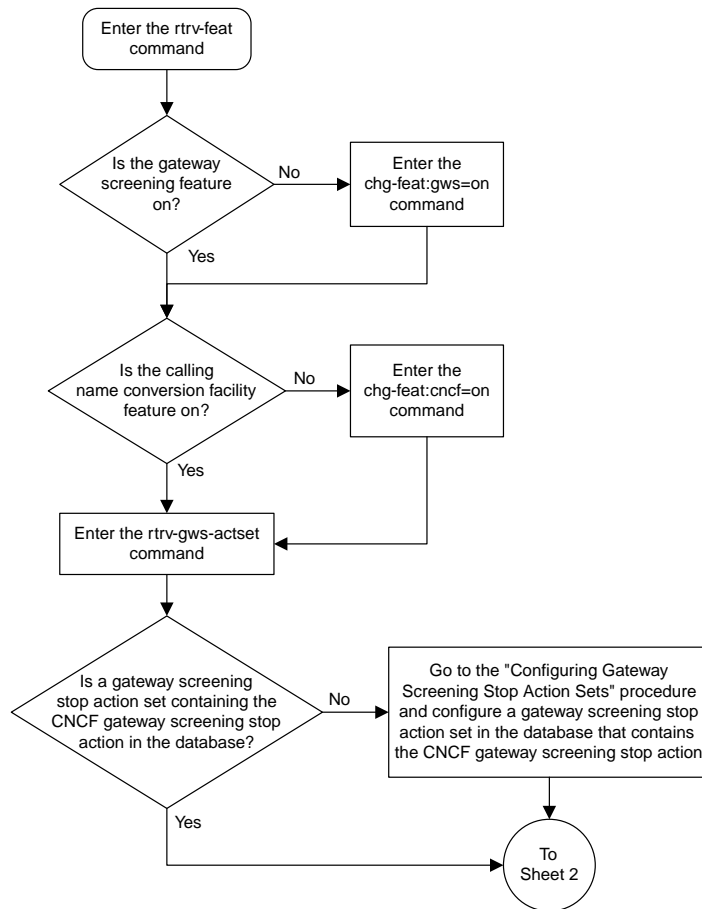 Enter the rtrv-feat
command
Is the gateway
screening feature
on?
No
Enter the
chg-feat:gws=on
command
Yes
Is the calling
name conversion facility
feature on?
No
Enter the
chg-feat:cncf=on
command
Yes
Enter the rtrv-gws-actset
command
Is a gateway screening
stop action set containing the
CNCF gateway screening stop
action in the database?
No
Go to the "Configuring Gateway
Screening Stop Action Sets" procedure
and configure a gateway screening stop
action set in the database that contains
the CNCF gateway screening stop action
Yes
To
Sheet 2